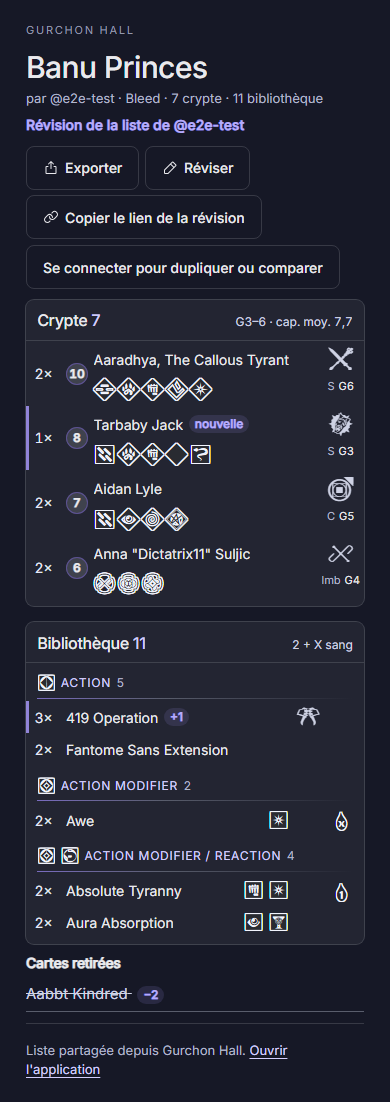 GURCHON HALL
Banu Princes
par @e2e-test · Bleed · 7 crypte · 11 bibliothèque
Révision de la liste de @e2e-test
Exporter
Réviser
Copier le lien de la révision
Se connecter pour dupliquer ou comparer
Crypte 7 G3–6 · cap. moy. 7,7
2× 10 Aaradhya, The Callous Tyrant
S G6
1× 8 Tarbaby Jack nouvelle
S G3
2× 7 Aidan Lyle
C G5
2× 6 Anna "Dictatrix11" Suljic
Imb G4
Bibliothèque 11 2 + X sang
ACTION 5
3× 419 Operation +1
2× Fantome Sans Extension
ACTION MODIFIER 2
2× Awe X
ACTION MODIFIER / REACTION 4
2× Absolute Tyranny 1
2× Aura Absorption
Cartes retirées
Aabbt Kindred −2
Liste partagée depuis Gurchon Hall. Ouvrir
l'application